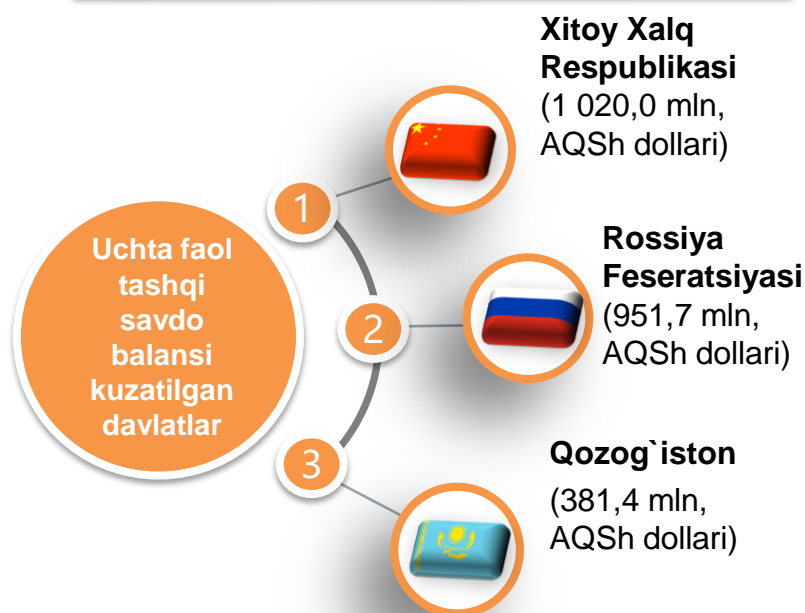 Uchta faol
tashqi
savdo
balansi
kuzatilgan
davlatlar
1
Xitoy Xalq
Respublikasi
(1 020,0 mln,
AQSh dollari)
2
Rossiya
Feseratsiyasi
(951,7 mln,
AQSh dollari)
3
Qozog`iston
(381,4 mln,
AQSh dollari)